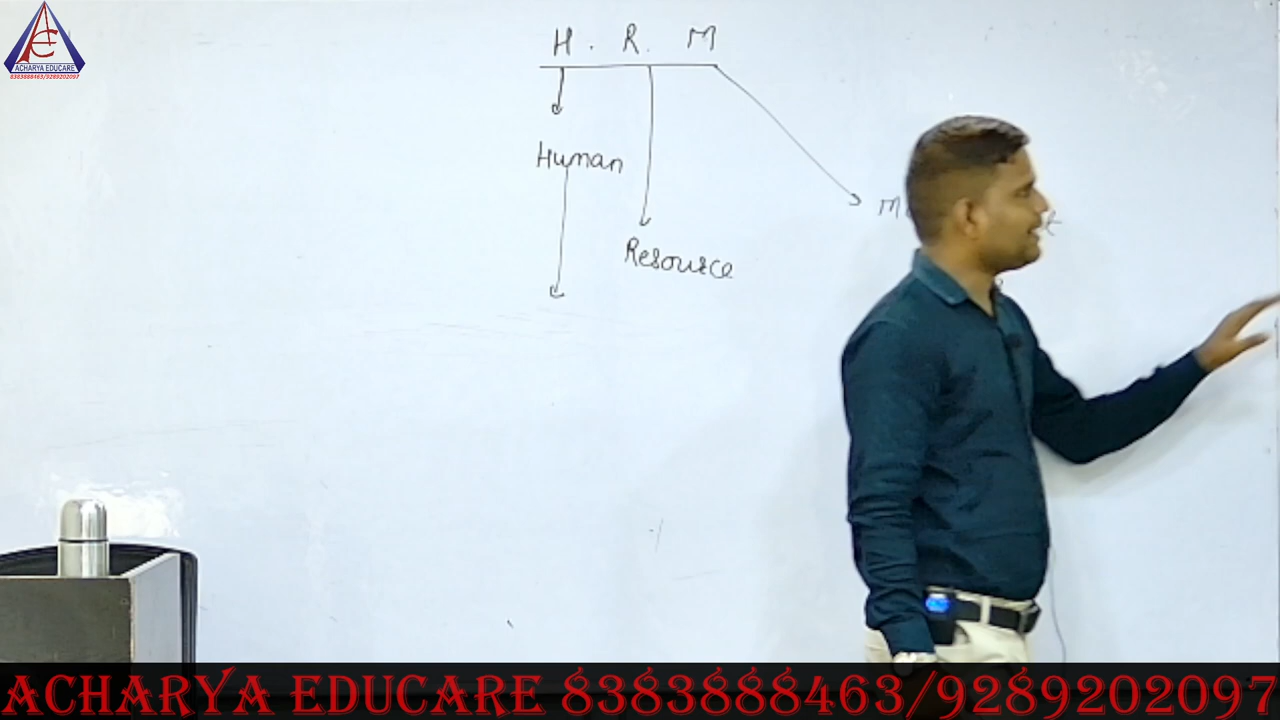 ACHARYA EDUCARE
8383888463/9289202097
H. R. M
Human
Resource
ACHARYA EDUCARE 8383888463/9289202097